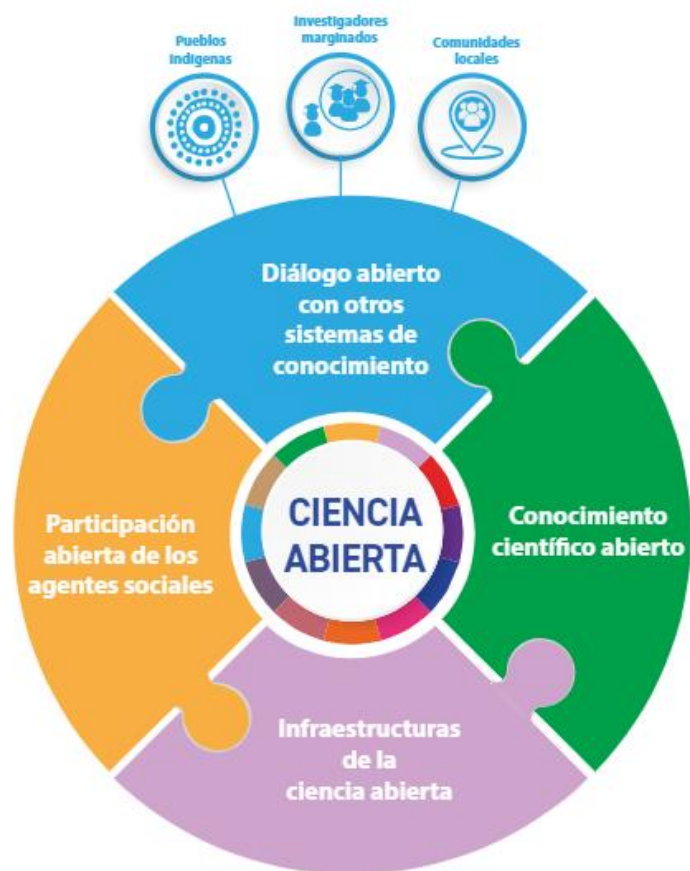 Pueblos
indígenas
Investigadores
marginados
Comunidades
locales
Diálogo abierto
con otros
sistemas de
conocimiento
Participación
abierta de los
agentes sociales
CIENCIA
ABIERTA
Conocimiento
científico abierto
Infraestructuras
de la
ciencia abierta